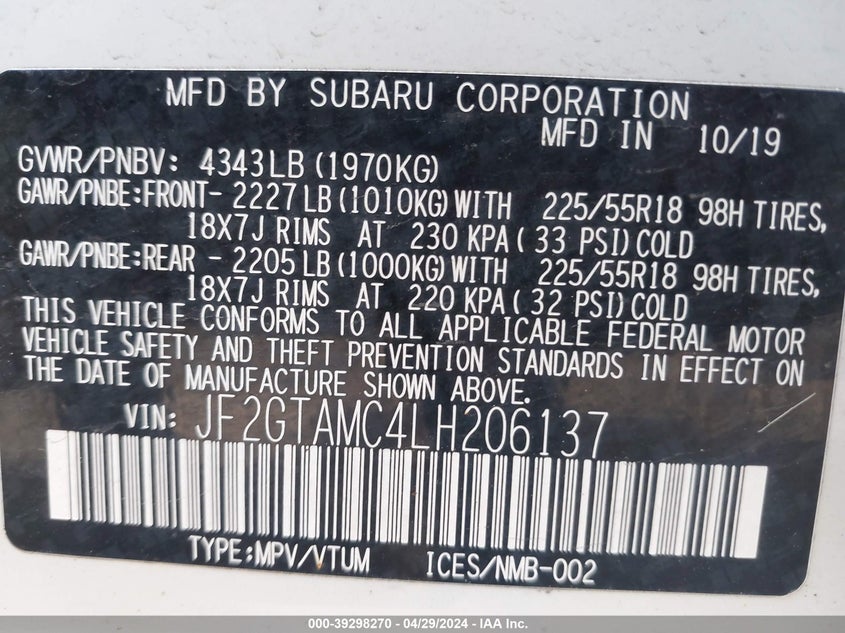 MFD BY SUBARU CORPORATION
MFD IN 10/19
GVWR/PNBV: 4343LB (1970KG)
GAWR/PNBE:FRONT- 2227LB(1010KG)WITH 225/55R18 98H TIRES,
18X7J RIMS AT 230 KPA( 33 PSI)COLD
GAWR/PNBE:REAR - 2205LB(1000KG)WITH 225/55R18 98H TIRES,
18X7J RIMS AT 220 KPA( 32 PSI)COLD
THIS VEHICLE CONFORMS TO ALL APPLICABLE FEDERAL MOTOR
VEHICLE SAFETY AND THEFT PREVENTION STANDARDS IN EFFECT ON
THE DATE OF MANUFACTURE SHOWN ABOVE.
VIN: JF2GTAMC4LH206137
TYPE:MPV/VTUM ICES/NMB-002
000-39298270 - 04/29/2024 - IAA Inc.